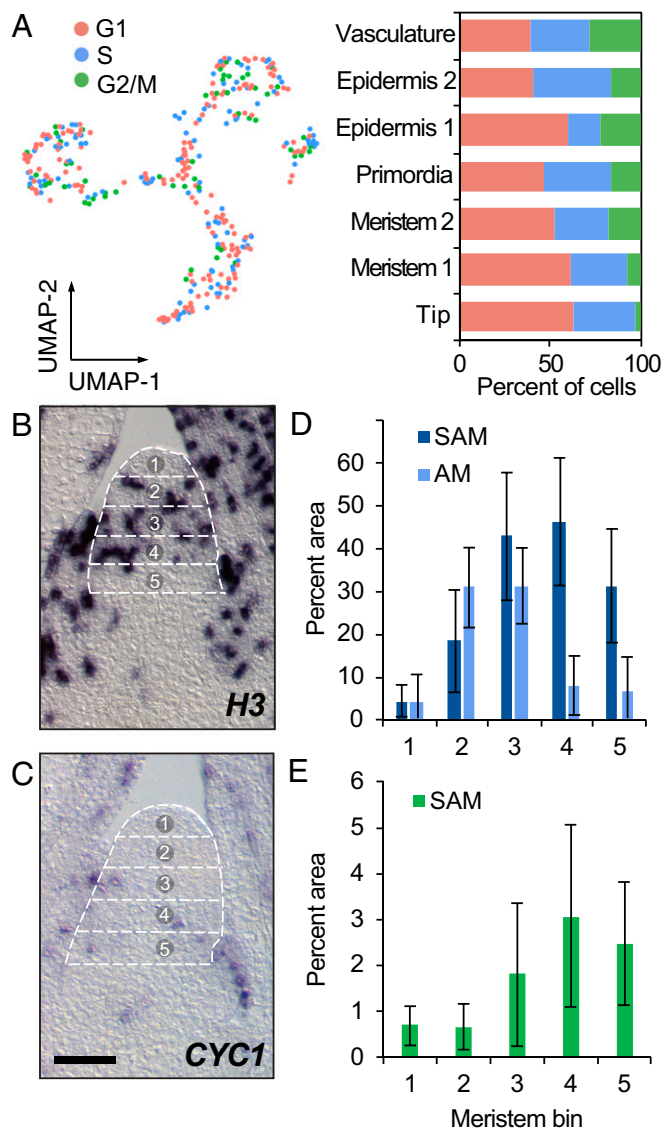 A
G1
S
G2/M
UMAP-2
UMAP-1
Vasculature
Epidermis 2
Epidermis 1
Primordia
Meristem 2
Meristem 1
Tip
0 50 100
Percent of cells
B
1
2
3
4
5
H3
D
SAM
AM
Percent area
60
50
40
30
20
10
0
1 2 3 4 5
C
1
2
3
4
5
CYC1
E
SAM
Percent area
6
5
4
3
2
1
0
1 2 3 4 5
Meristem bin